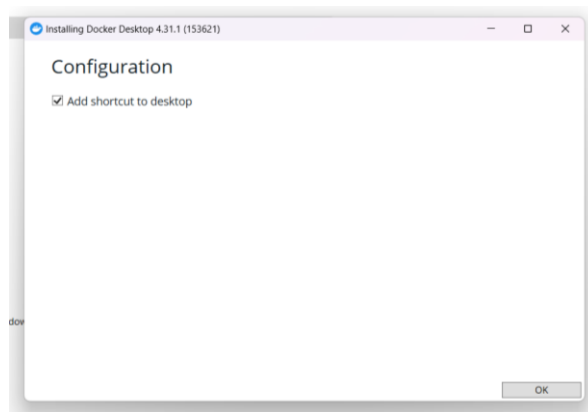 Installing Docker Desktop 4.31.1 (153621)
Configuration
Add shortcut to desktop
OK